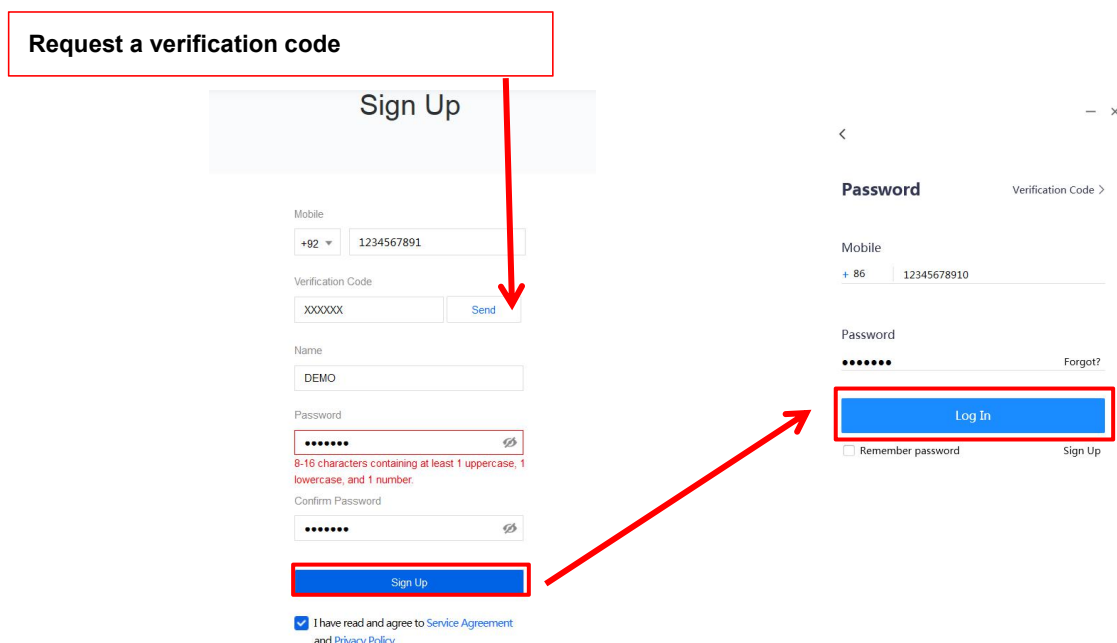 Request a verification code
Sign Up
Mobile
+92 1234567891
Verification Code
XXXXXX Send
Name
DEMO
Password
•••••••
8-16 characters containing at least 1 uppercase, 1
lowercase, and 1 number.
Confirm Password
•••••••
Sign Up
I have read and agree to Service Agreement
and Privacy Policy
Password Verification Code >
Mobile
+ 86 12345678910
Password
••••••• Forgot?
Log In
Remember password Sign Up